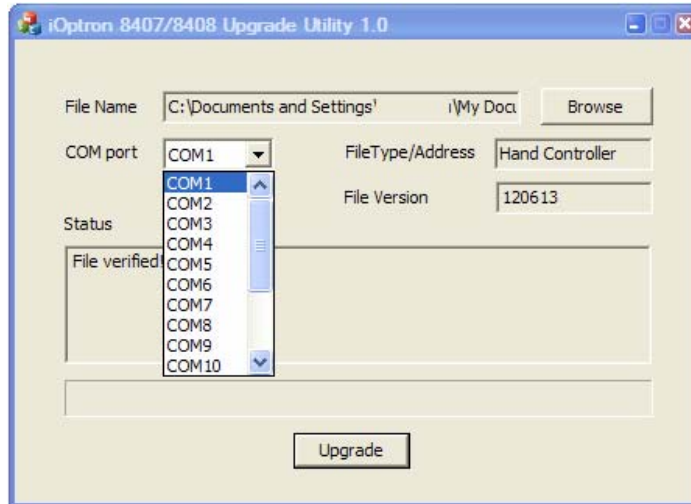 iOptron 8407/8408 Upgrade Utility 1.0
File Name C:\Documents and Settings' \My Docu Browse
COM port COM1 FileType/Address Hand Controller
File Version 120613
Status
File verified!
COM1
COM2
COM3
COM4
COM5
COM6
COM7
COM8
COM9
COM10
Upgrade